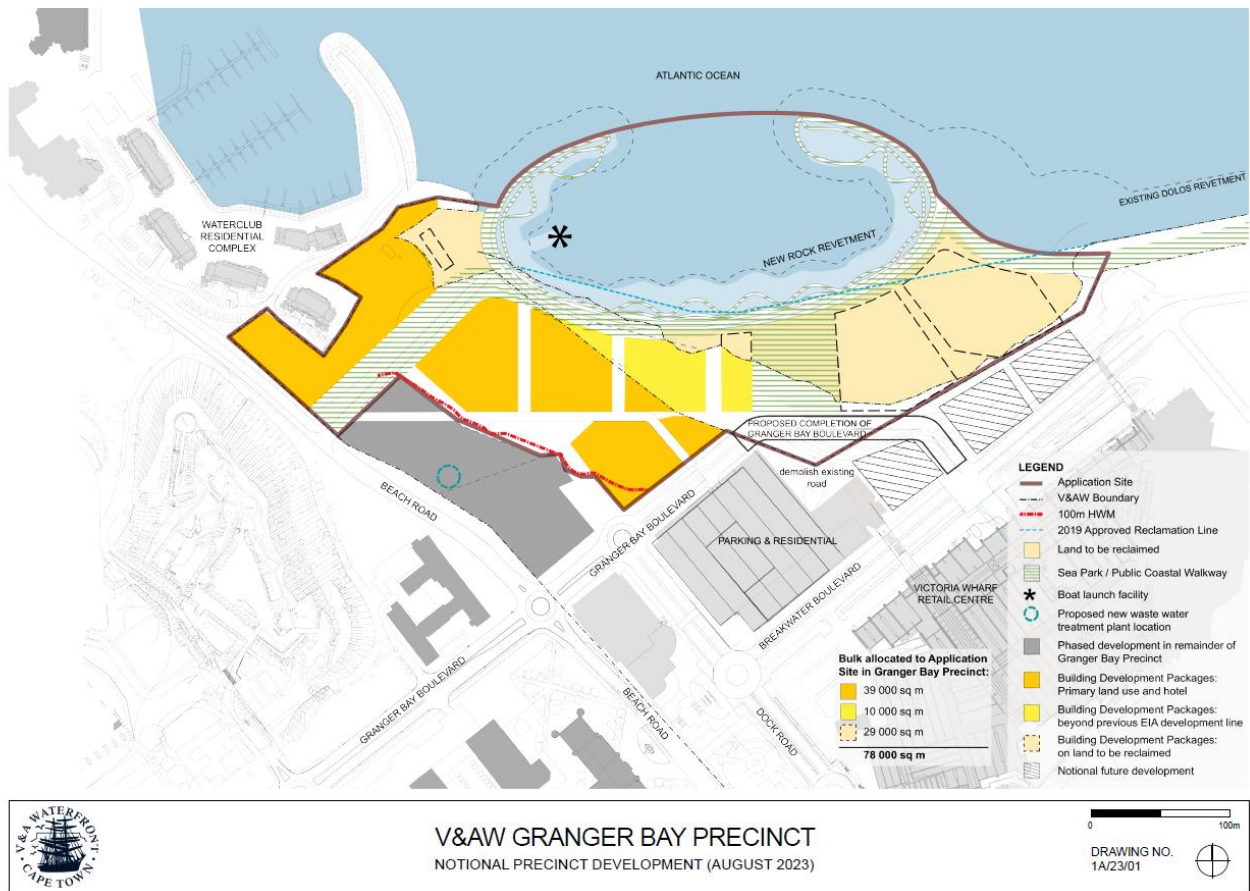 ATLANTIC OCEAN
EXISTING DOLOS REVETMENT
WATERCLUB
RESIDENTIAL
COMPLEX
NEW ROCK REVETMENT
PROPOSED COMPLETION OF
GRANGER BAY BOULEVARD
demolish existing
road
BEACH ROAD
GRANGER BAY BOULEVARD
PARKING & RESIDENTIAL
BREAKWATER BOULEVARD
VICTORIA WHARF
RETAIL CENTRE
GRANGER BAY BOULEVARD
BEACH ROAD
DOCK ROAD
Bulk allocated to Application
Site in Granger Bay Precinct:
39 000 sq m
10 000 sq m
29 000 sq m
78 000 sq m
LEGEND
Application Site
V&AW Boundary
100m HWM
2019 Approved Reclamation Line
Land to be reclaimed
Sea Park / Public Coastal Walkway
* Boat launch facility
Proposed new waste water
treatment plant location
Phased development in remainder of
Granger Bay Precinct
Building Development Packages:
Primary land use and hotel
Building Development Packages:
beyond previous EIA development line
Building Development Packages:
on land to be reclaimed
Notional future development
V&A WATERFRONT
CAPE TOWN
V&AW GRANGER BAY PRECINCT
NOTIONAL PRECINCT DEVELOPMENT (AUGUST 2023)
0 100m
DRAWING NO.
1A/23/01